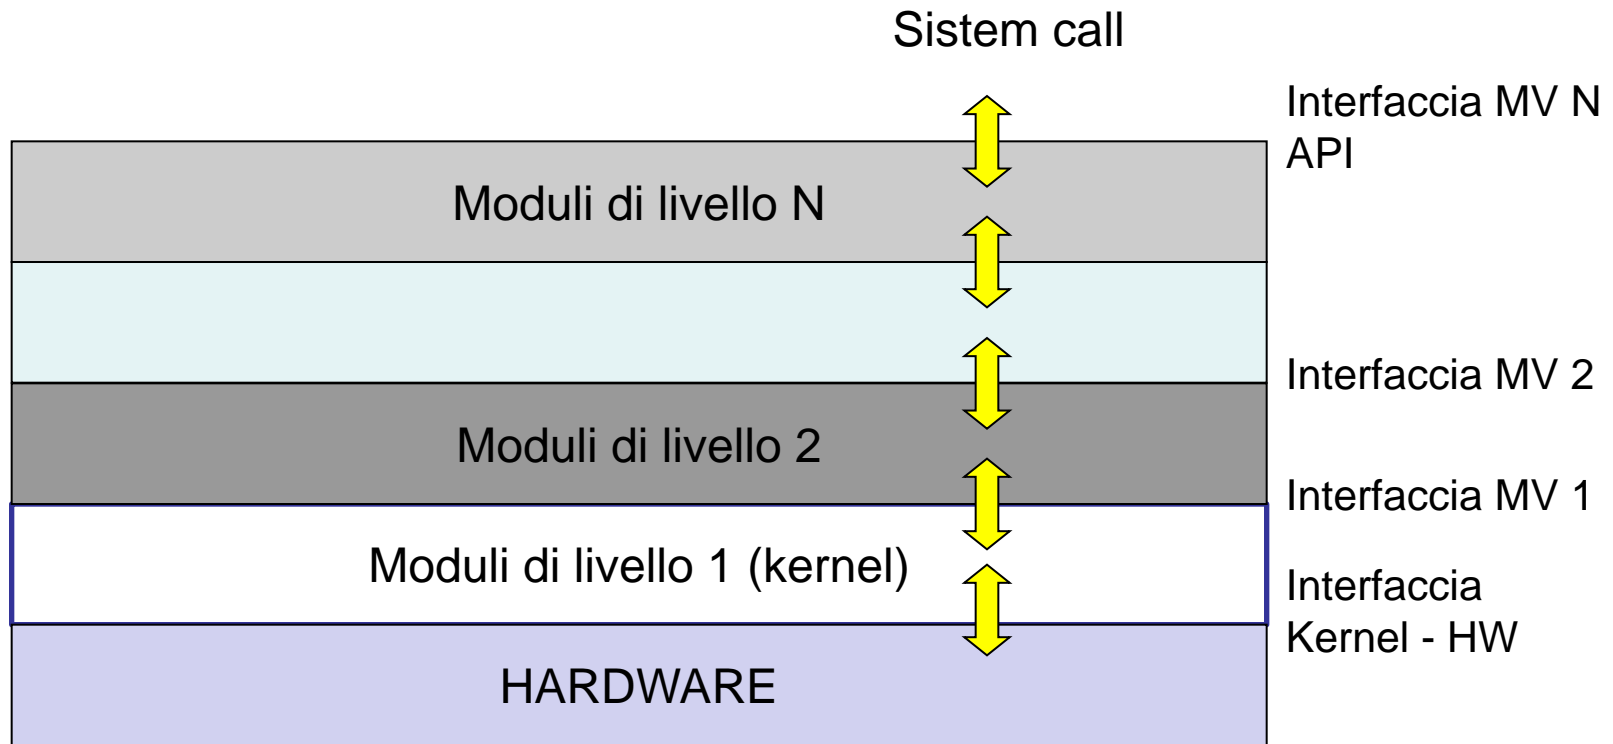 Sistem call
Interfaccia MV N
API
Moduli di livello N
Interfaccia MV 2
Moduli di livello 2
Interfaccia MV 1
Moduli di livello 1 (kernel)
Interfaccia
Kernel - HW
HARDWARE